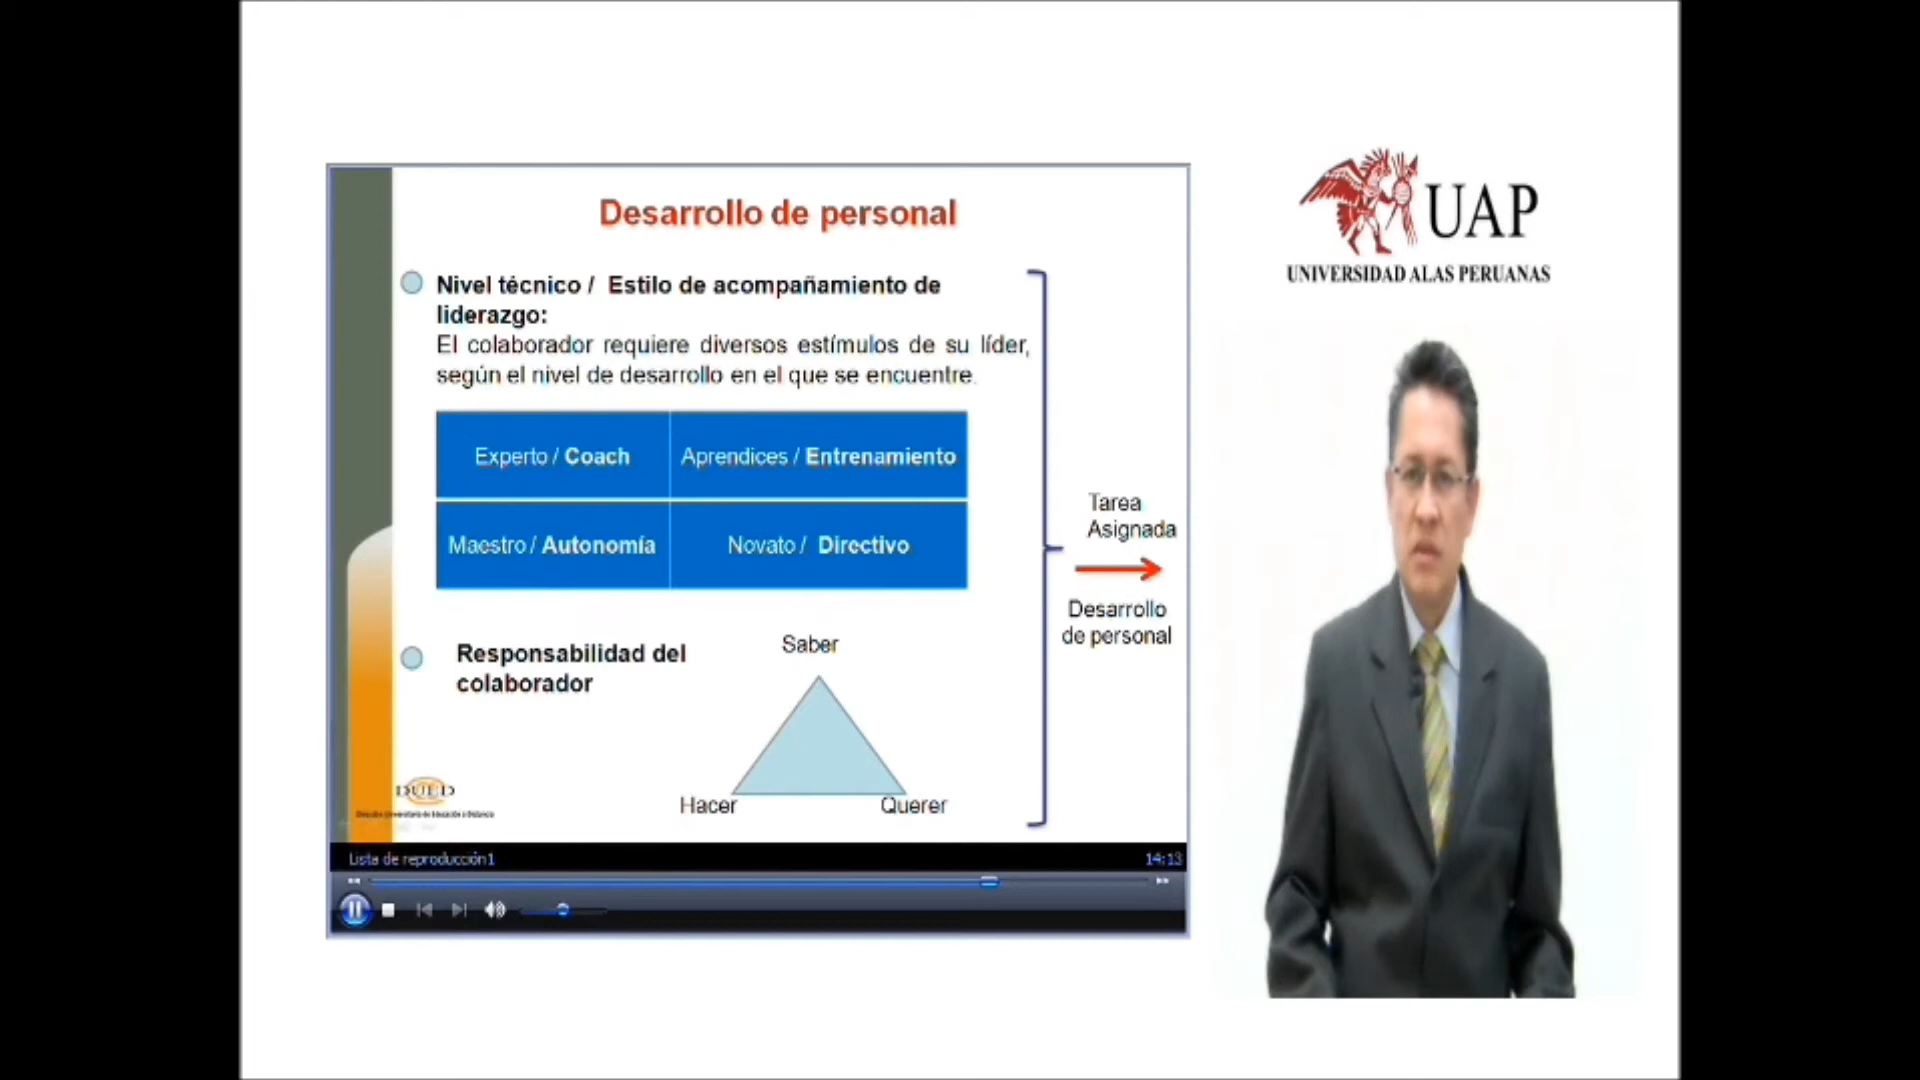 Desarrollo de personal
Nivel técnico / Estilo de acompañamiento de
liderazgo:
El colaborador requiere diversos estímulos de su líder,
según el nivel de desarrollo en el que se encuentre.
Experto / Coach
Aprendices / Entrenamiento
Maestro / Autonomía
Novato / Directivo
Responsabilidad del
colaborador
Saber
Hacer
Querer
Tarea
Asignada
Desarrollo
de personal
DUED
Lista de reproducción1
14:13
UAP
UNIVERSIDAD ALAS PERUANAS